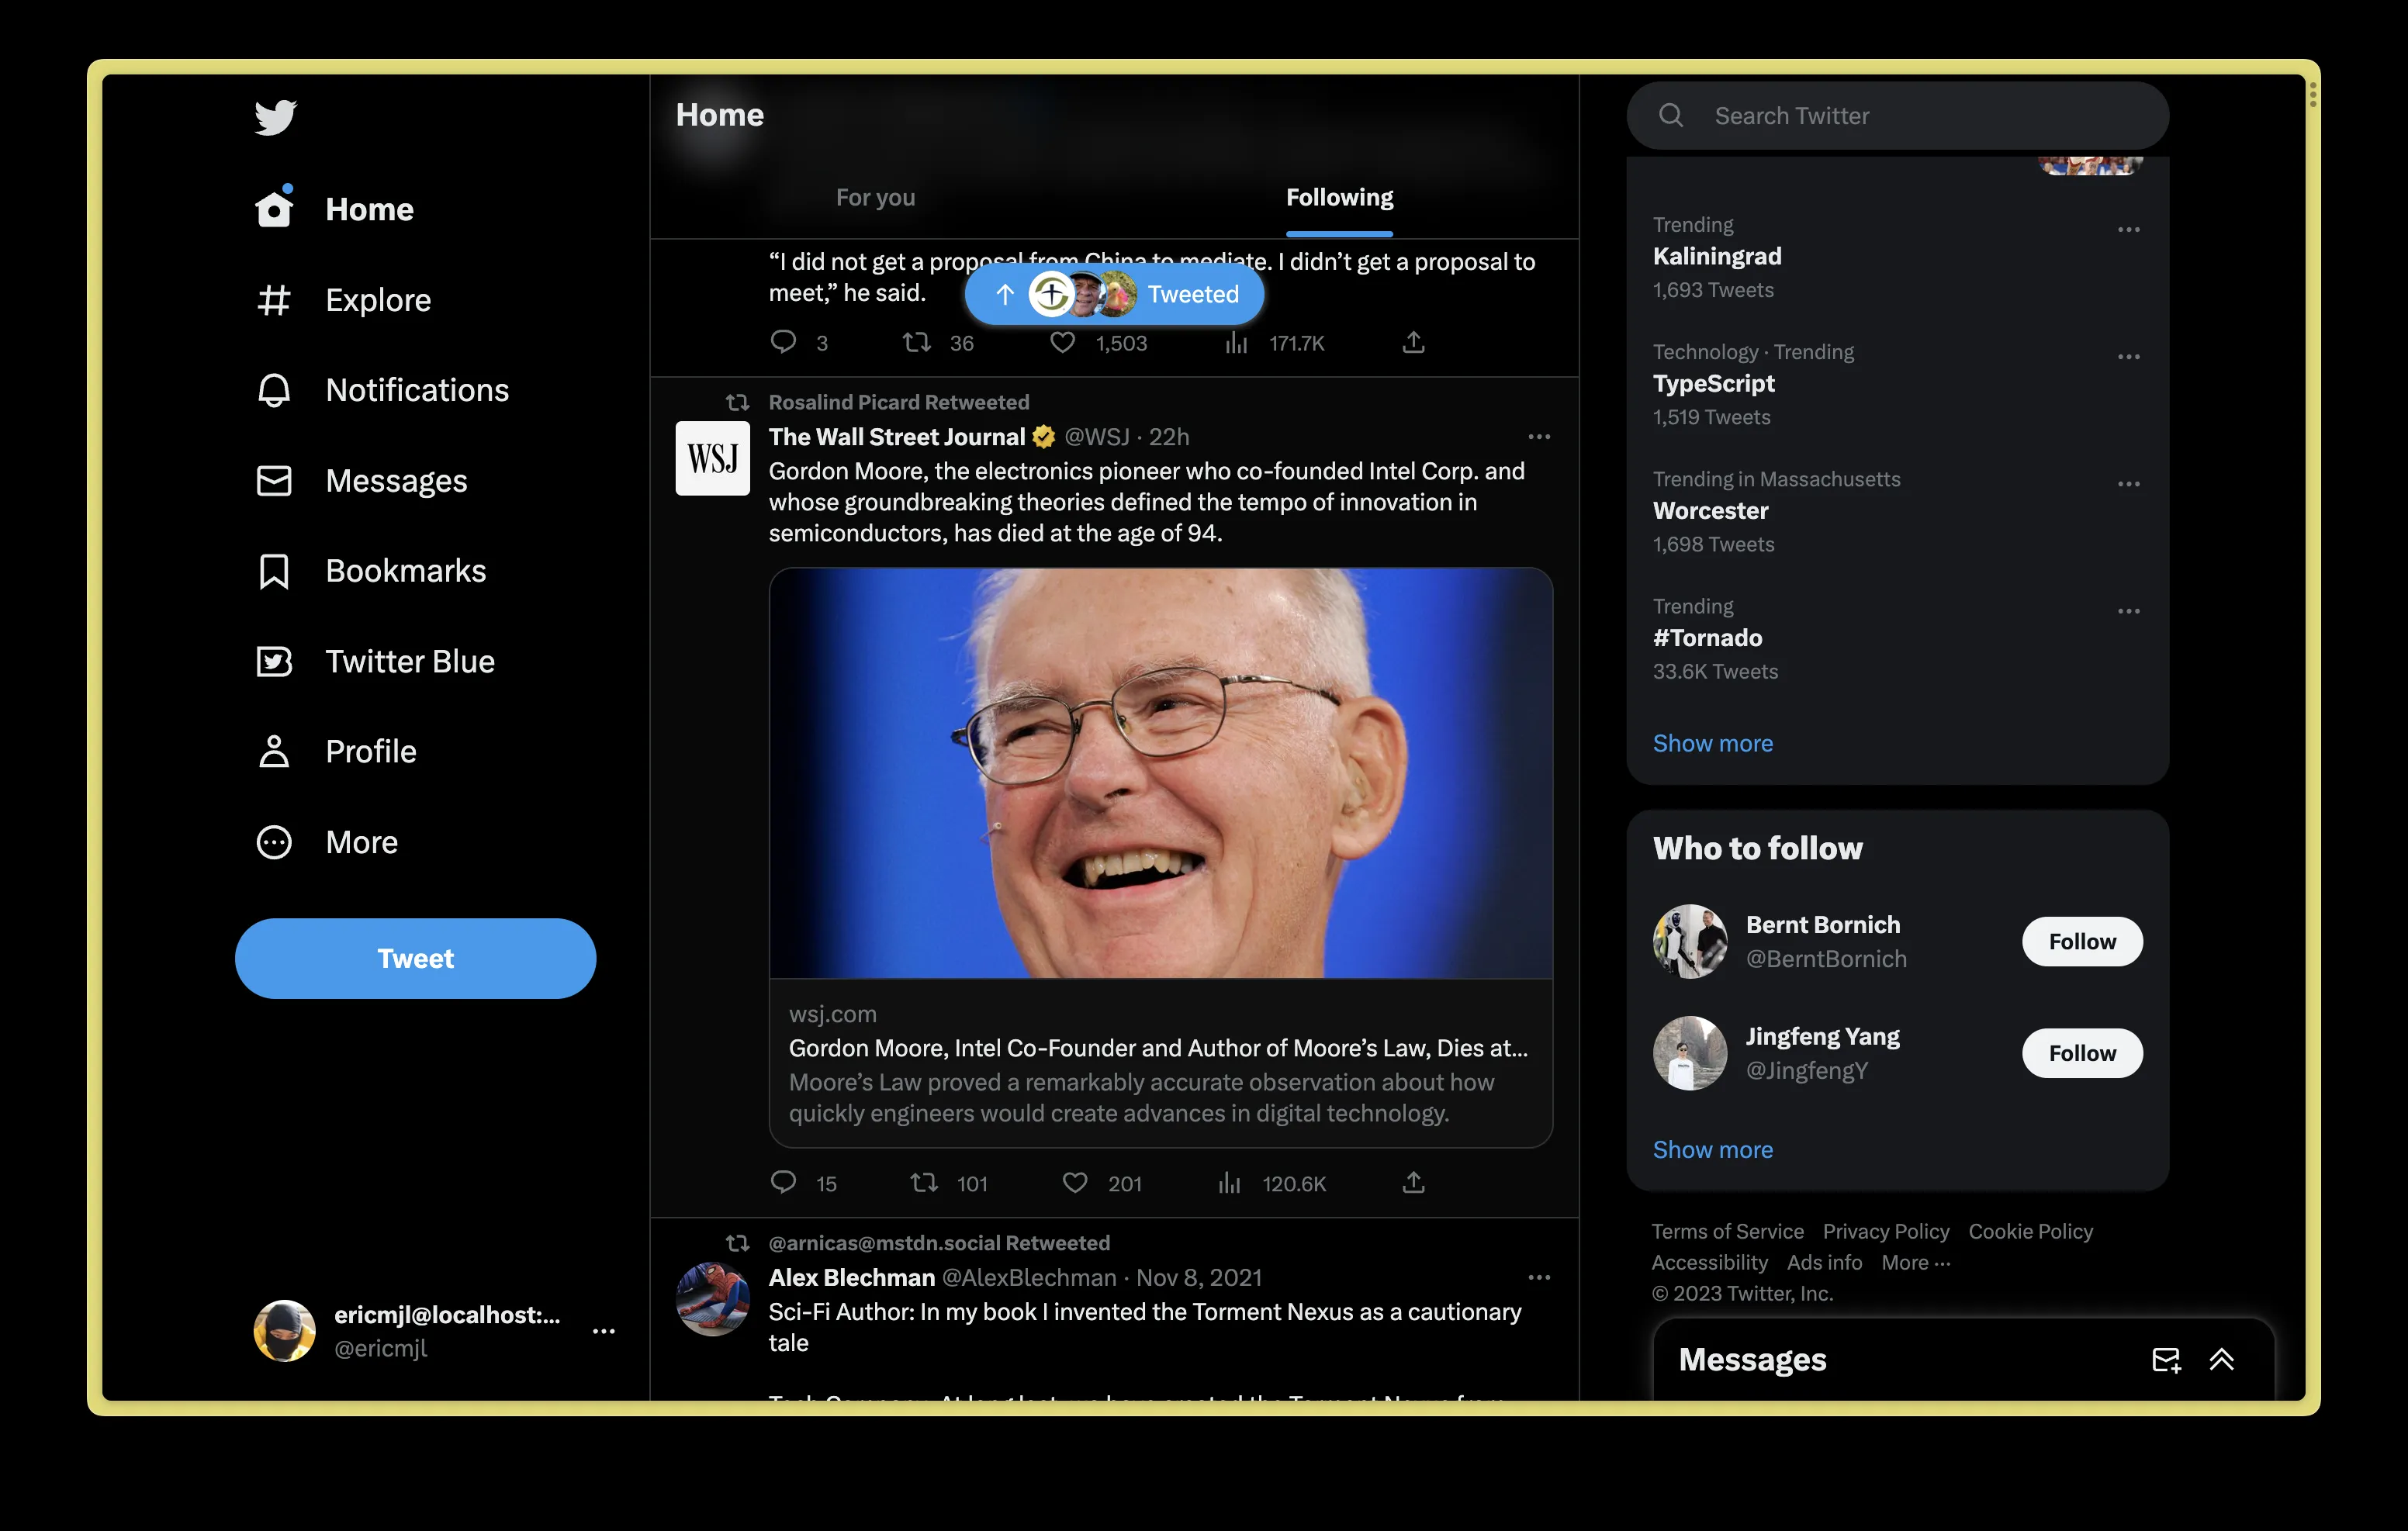 Home
Explore
Notifications
Messages
Bookmarks
Twitter Blue
Profile
More
Tweet
ericmjl@localhost:...
@ericmjl
Home
For you
Following
“I did not get a proposal from China to mediate. I didn’t get a proposal to
meet,” he said.
Tweeted
3 36 1,503 171.7K
Rosalind Picard Retweeted
WSJ
The Wall Street Journal @WSJ · 22h
Gordon Moore, the electronics pioneer who co-founded Intel Corp. and
whose groundbreaking theories defined the tempo of innovation in
semiconductors, has died at the age of 94.
wsj.com
Gordon Moore, Intel Co-Founder and Author of Moore’s Law, Dies at...
Moore’s Law proved a remarkably accurate observation about how
quickly engineers would create advances in digital technology.
15 101 201 120.6K
@arnicas@mstdn.social Retweeted
Alex Blechman @AlexBlechman · Nov 8, 2021
Sci-Fi Author: In my book I invented the Torment Nexus as a cautionary
tale
Search Twitter
Trending
Kaliningrad
1,693 Tweets
Technology · Trending
TypeScript
1,519 Tweets
Trending in Massachusetts
Worcester
1,698 Tweets
Trending
#Tornado
33.6K Tweets
Show more
Who to follow
Bernt Bornich
@BerntBornich
Follow
Jingfeng Yang
@JingfengY
Follow
Show more
Terms of Service Privacy Policy Cookie Policy
Accessibility Ads info More ···
© 2023 Twitter, Inc.
Messages